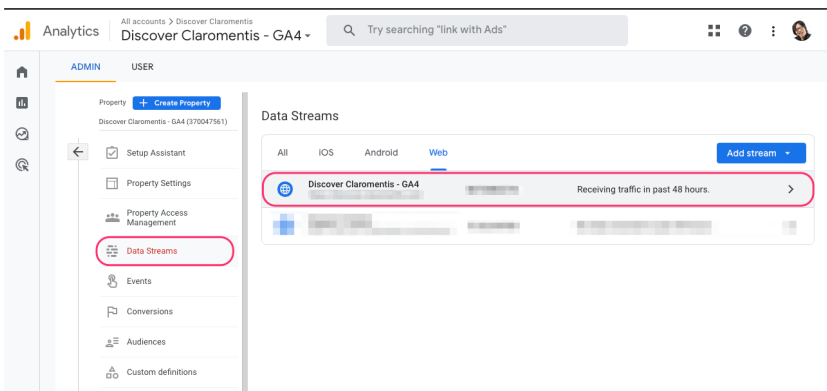 Analytics
All accounts > Discover Claromentis
Discover Claromentis - GA4
Try searching "link with Ads"
ADMIN
USER
Property
+ Create Property
Discover Claromentis - GA4 (370047561)
Setup Assistant
Property Settings
Property Access
Management
Data Streams
Events
Conversions
Audiences
Custom definitions
Data Streams
All
iOS
Android
Web
Add stream
Discover Claromentis - GA4
Receiving traffic in past 48 hours.